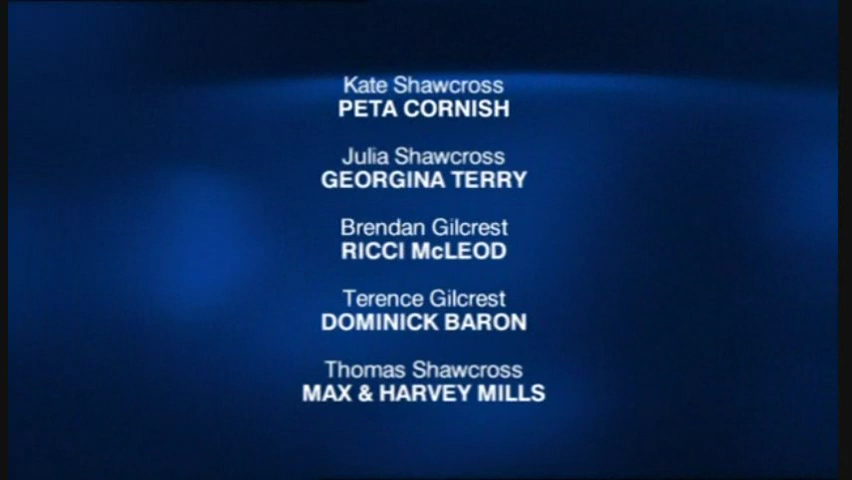 Kate Shawcross
PETA CORNISH
Julia Shawcross
GEORGINA TERRY
Brendan Gilcrest
RICCI McLEOD
Terence Gilcrest
DOMINICK BARON
Thomas Shawcross
MAX & HARVEY MILLS